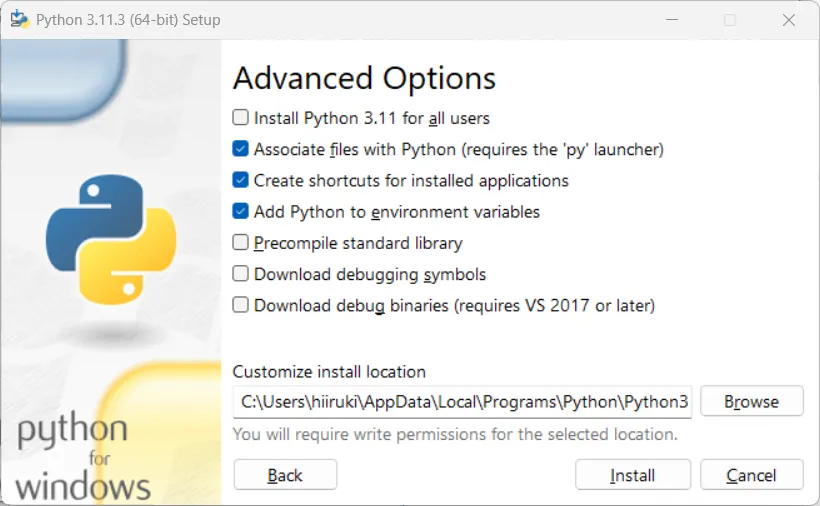 Python 3.11.3 (64-bit) Setup
Advanced Options
Install Python 3.11 for all users
Associate files with Python (requires the 'py' launcher)
Create shortcuts for installed applications
Add Python to environment variables
Precompile standard library
Download debugging symbols
Download debug binaries (requires VS 2017 or later)
Customize install location
C:\Users\hiiruki\AppData\Local\Programs\Python\Python3
Browse
You will require write permissions for the selected location.
python
for
windows
Back
Install
Cancel